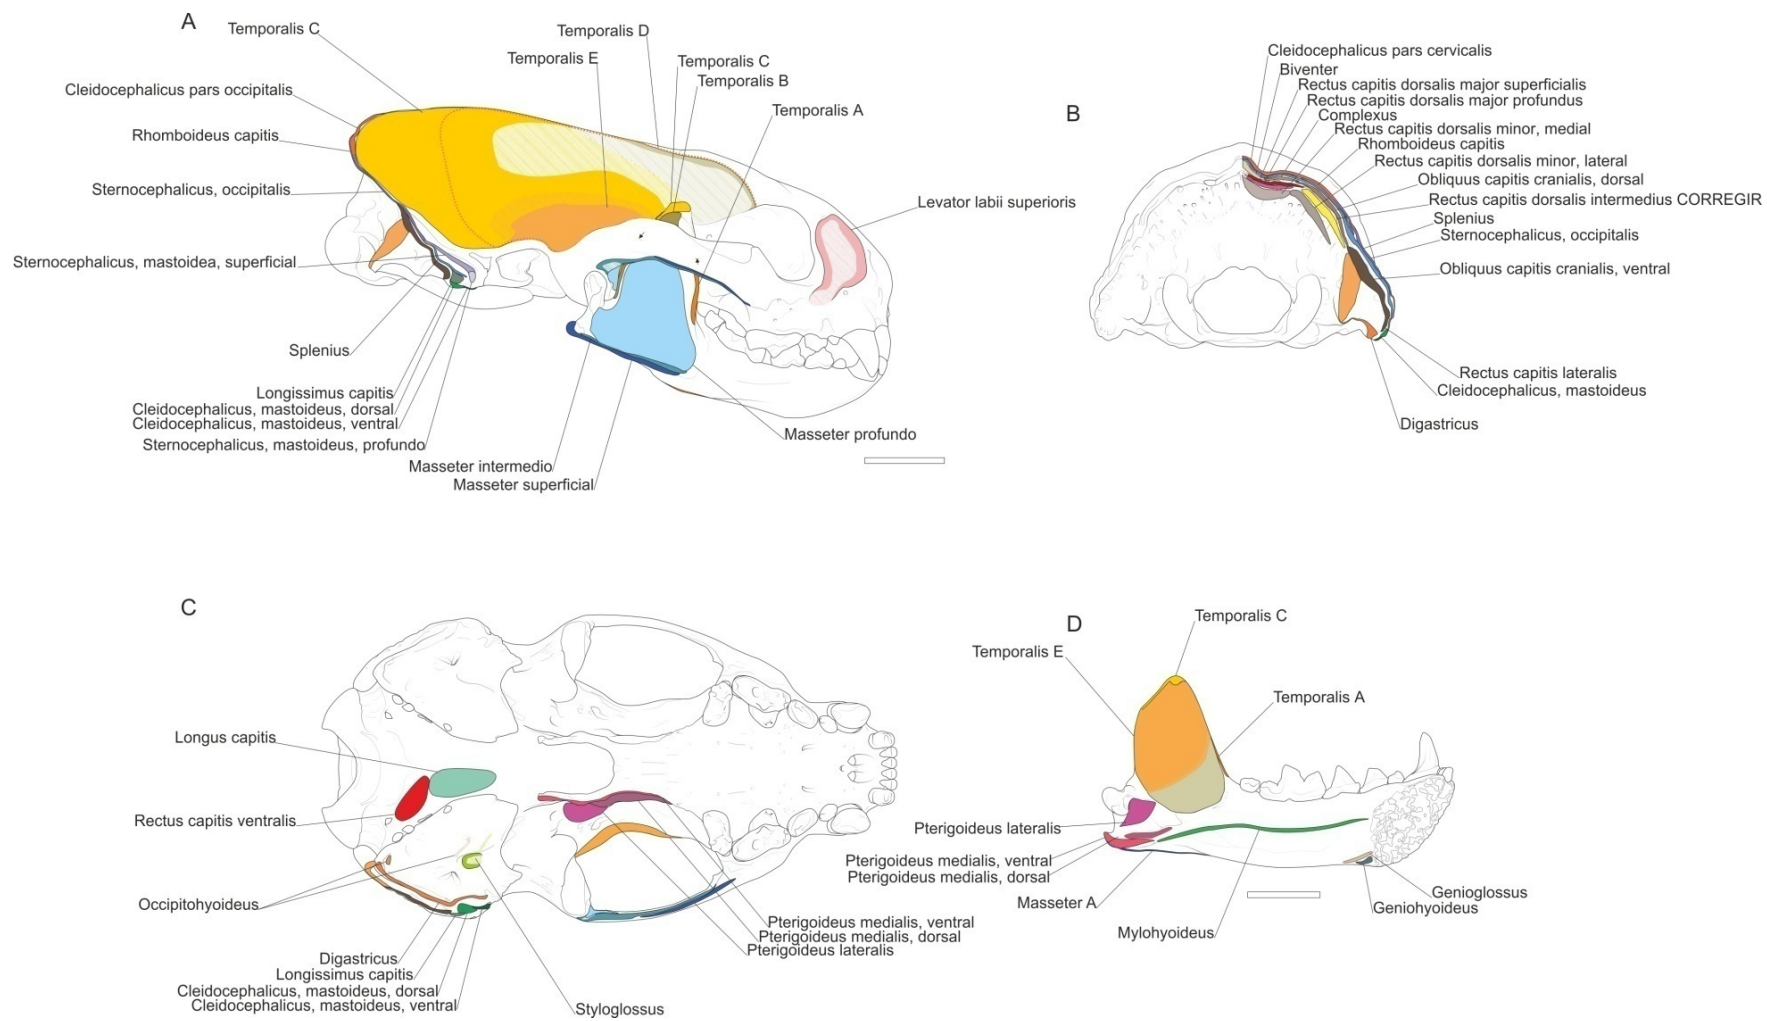 A
Temporalis C
Temporalis D
Temporalis E
Temporalis C
Temporalis B
Temporalis A
Cleidocephalicus pars occipitalis
Rhomboideus capitis
Sternocephalicus, occipitalis
Levator labii superioris
Sternocephalicus, mastoidea, superficial
Splenius
Longissimus capitis
Cleidocephalicus, mastoideus, dorsal
Cleidocephalicus, mastoideus, ventral
Sternocephalicus, mastoideus, profundo
Masseter profundo
Masseter intermedio
Masseter superficial
B
Cleidocephalicus pars cervicalis
Biventer
Rectus capitis dorsalis major superficialis
Rectus capitis dorsalis major profundus
Complexus
Rectus capitis dorsalis minor, medial
Rhomboideus capitis
Rectus capitis dorsalis minor, lateral
Obliquus capitis cranialis, dorsal
Rectus capitis dorsalis intermedius CORREGIR
Splenius
Sternocephalicus, occipitalis
Obliquus capitis cranialis, ventral
Rectus capitis lateralis
Cleidocephalicus, mastoideus
Digastricus
C
Longus capitis
Rectus capitis ventralis
Occipitohyoideus
Digastricus
Longissimus capitis
Cleidocephalicus, mastoideus, dorsal
Cleidocephalicus, mastoideus, ventral
Styloglossus
Pterigoideus medialis, ventral
Pterigoideus medialis, dorsal
Pterigoideus lateralis
D
Temporalis C
Temporalis E
Temporalis A
Pterigoideus lateralis
Pterigoideus medialis, ventral
Pterigoideus medialis, dorsal
Masseter A
Mylohyoideus
Genioglossus
Geniohyoideus